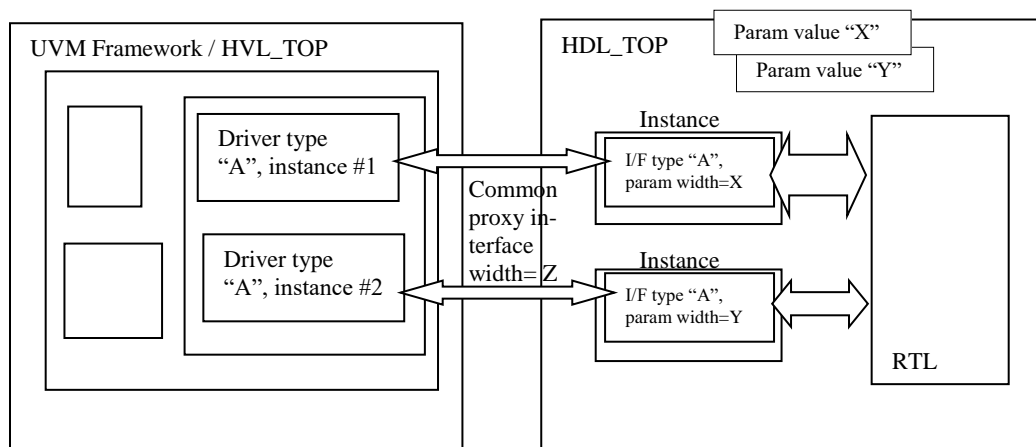 UVM Framework / HVL_TOP
Driver type
“A”, instance #1
Driver type
“A”, instance #2
Common
proxy in-
terface
width= Z
HDL_TOP
Param value “X”
Param value “Y”
Instance
I/F type “A”,
param width=X
Instance
I/F type “A”,
param width=Y
RTL